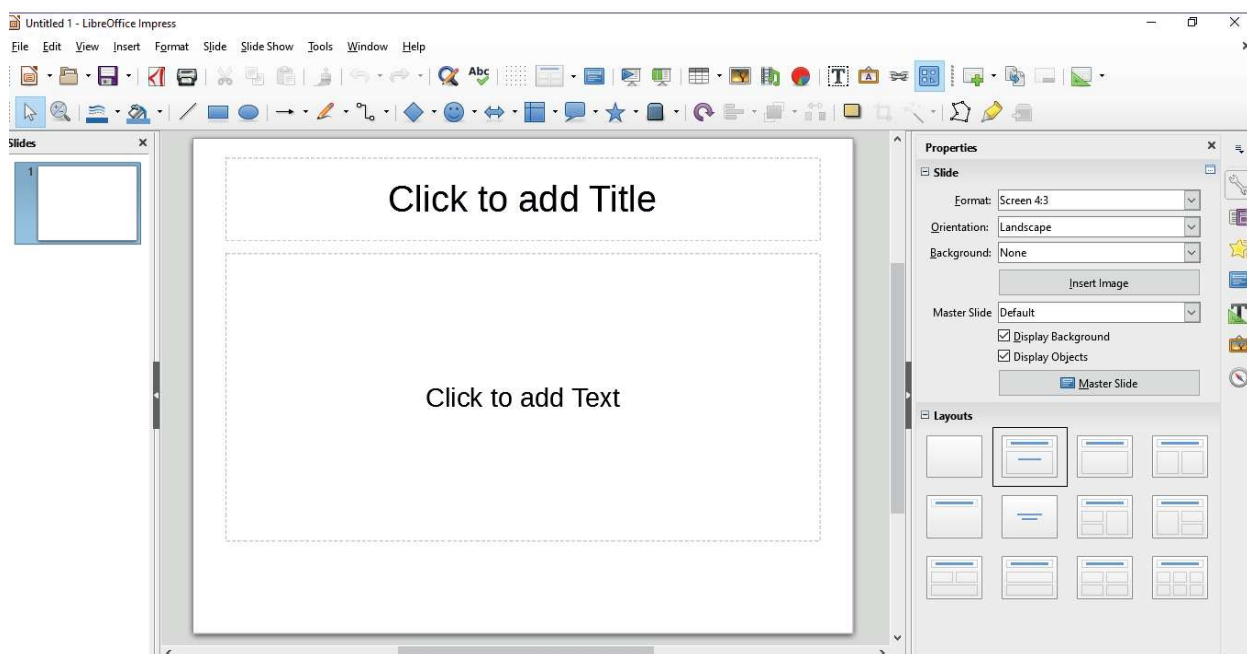 Untitled 1 - LibreOffice Impress
File Edit View Insert Format Slide Slide Show Tools Window Help
Abc
T A
Slides
1
Click to add Title
Click to add Text
Properties
Slide
Format: Screen 4:3
Orientation: Landscape
Background: None
Insert Image
Master Slide Default
Display Background
Display Objects
Master Slide
Layouts